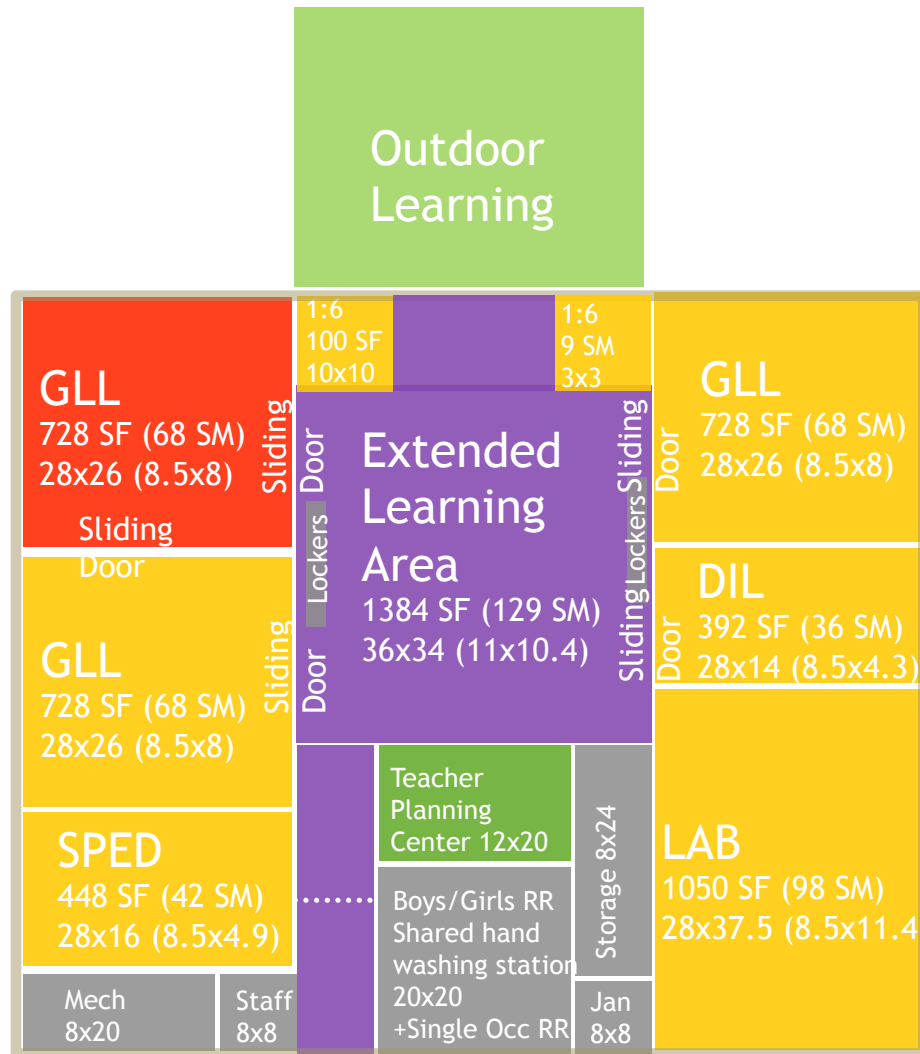 Outdoor
Learning
1:6
100 SF
10x10
1:6
9 SM
3x3
GLL
728 SF (68 SM)
28x26 (8.5x8)
Sliding
Door
Sliding
Door
Lockers
Extended
Learning
Area
1384 SF (129 SM)
36x34 (11x10.4)
Sliding
Door
Lockers
GLL
728 SF (68 SM)
28x26 (8.5x8)
GLL
728 SF (68 SM)
28x26 (8.5x8)
Sliding
Door
Sliding
Door
DIL
392 SF (36 SM)
28x14 (8.5x4.3)
SPED
448 SF (42 SM)
28x16 (8.5x4.9)
Teacher
Planning
Center 12x20
Storage 8x24
LAB
1050 SF (98 SM)
28x37.5 (8.5x11.4
Boys/Girls RR
Shared hand
washing station
20x20
+Single Occ RR
Mech
8x20
Staff
8x8
Jan
8x8